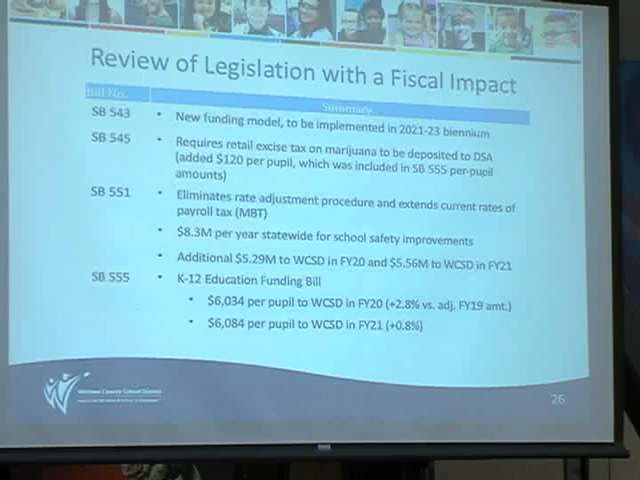 Review of Legislation with a Fiscal Impact
Bill No. Summary
SB 543 • New funding model, to be implemented in 2021-23 biennium
SB 545 • Requires retail excise tax on marijuana to be deposited to DSA
(added $120 per pupil, which was included in SB 555 per-pupil
amounts)
SB 551 • Eliminates rate adjustment procedure and extends current rates of
payroll tax (MBT)
• $8.3M per year statewide for school safety improvements
• Additional $5.29M to WCSD in FY20 and $5.56M to WCSD in FY21
SB 555 • K-12 Education Funding Bill
• $6,034 per pupil to WCSD in FY20 (+2.8% vs. adj. FY19 amt.)
• $6,084 per pupil to WCSD in FY21 (+0.8%)
Washoe County School District
26